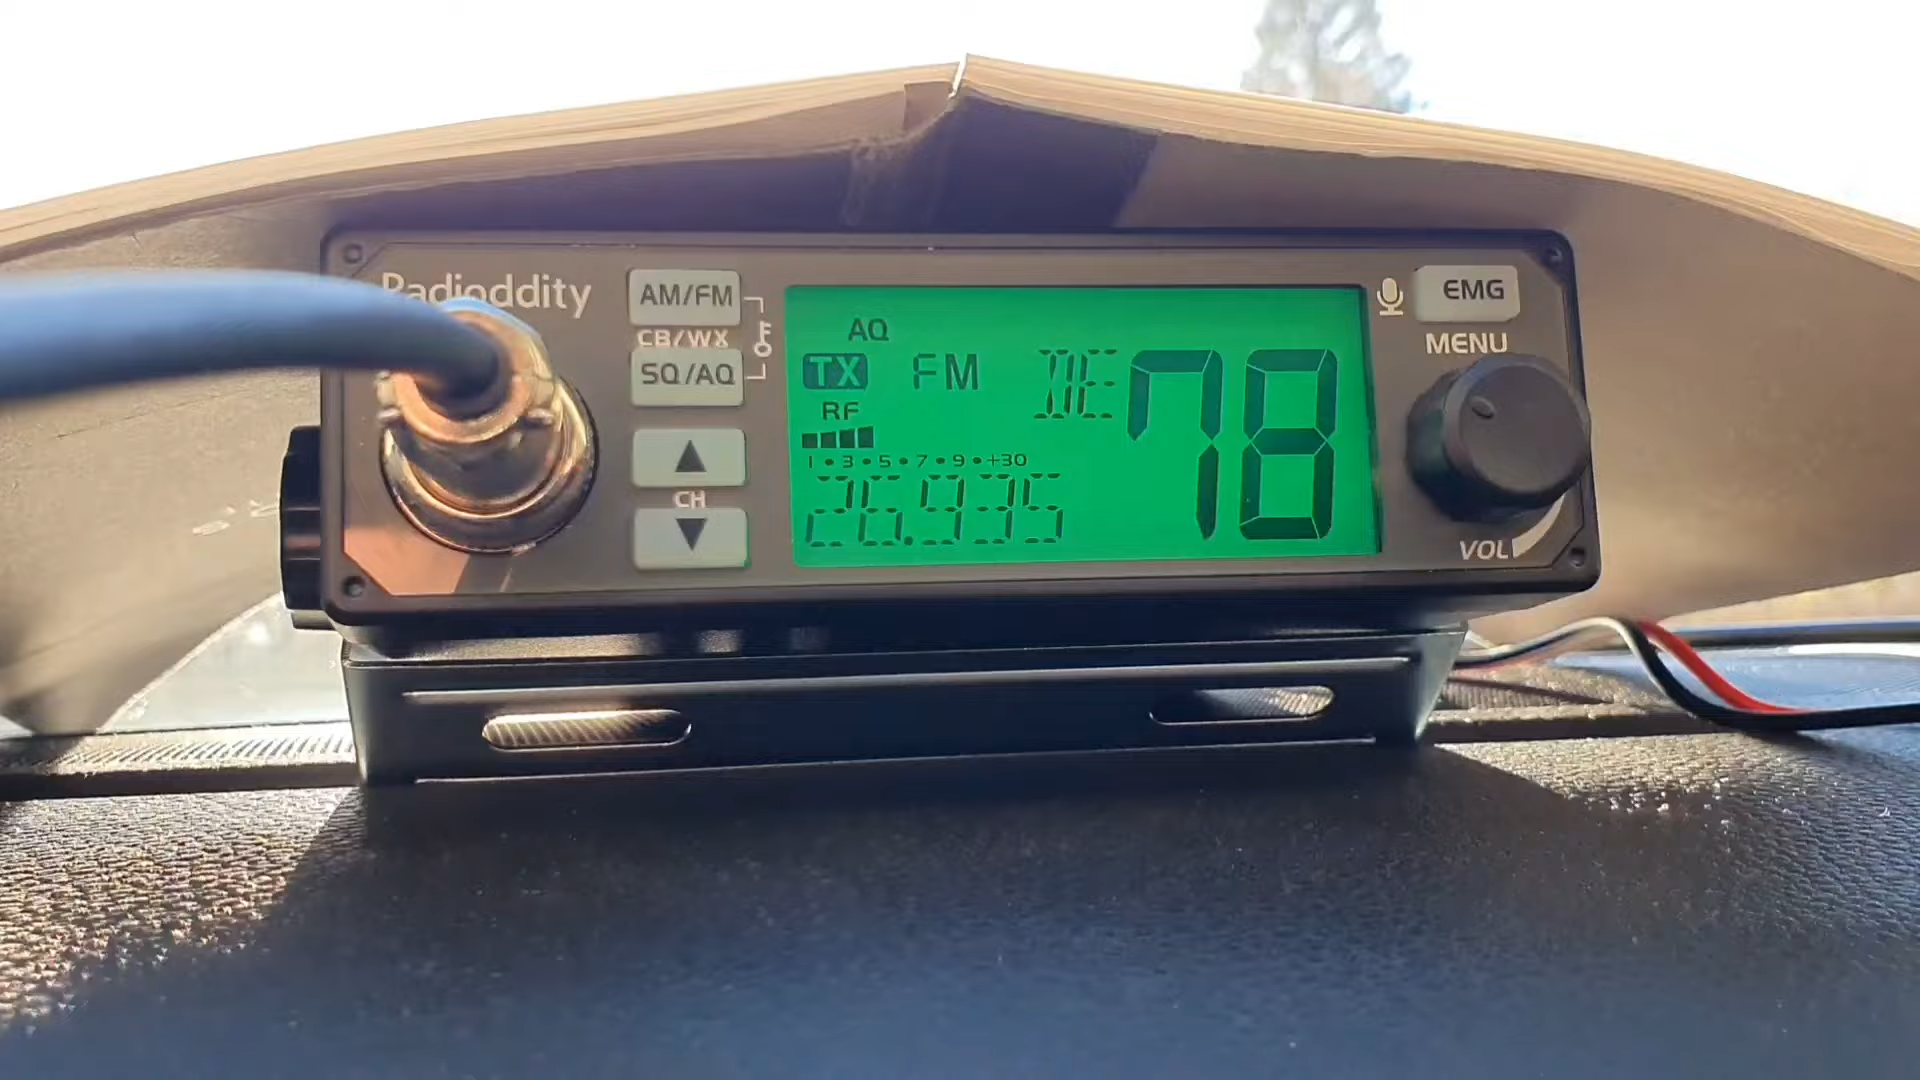 Radioddity
AM/FM
CB/WX
SQ/AQ
▲
CH
▼
AQ
TX FM DE 78
RF
1•3•5•7•9•+30
26.935
EMG
MENU
VOL